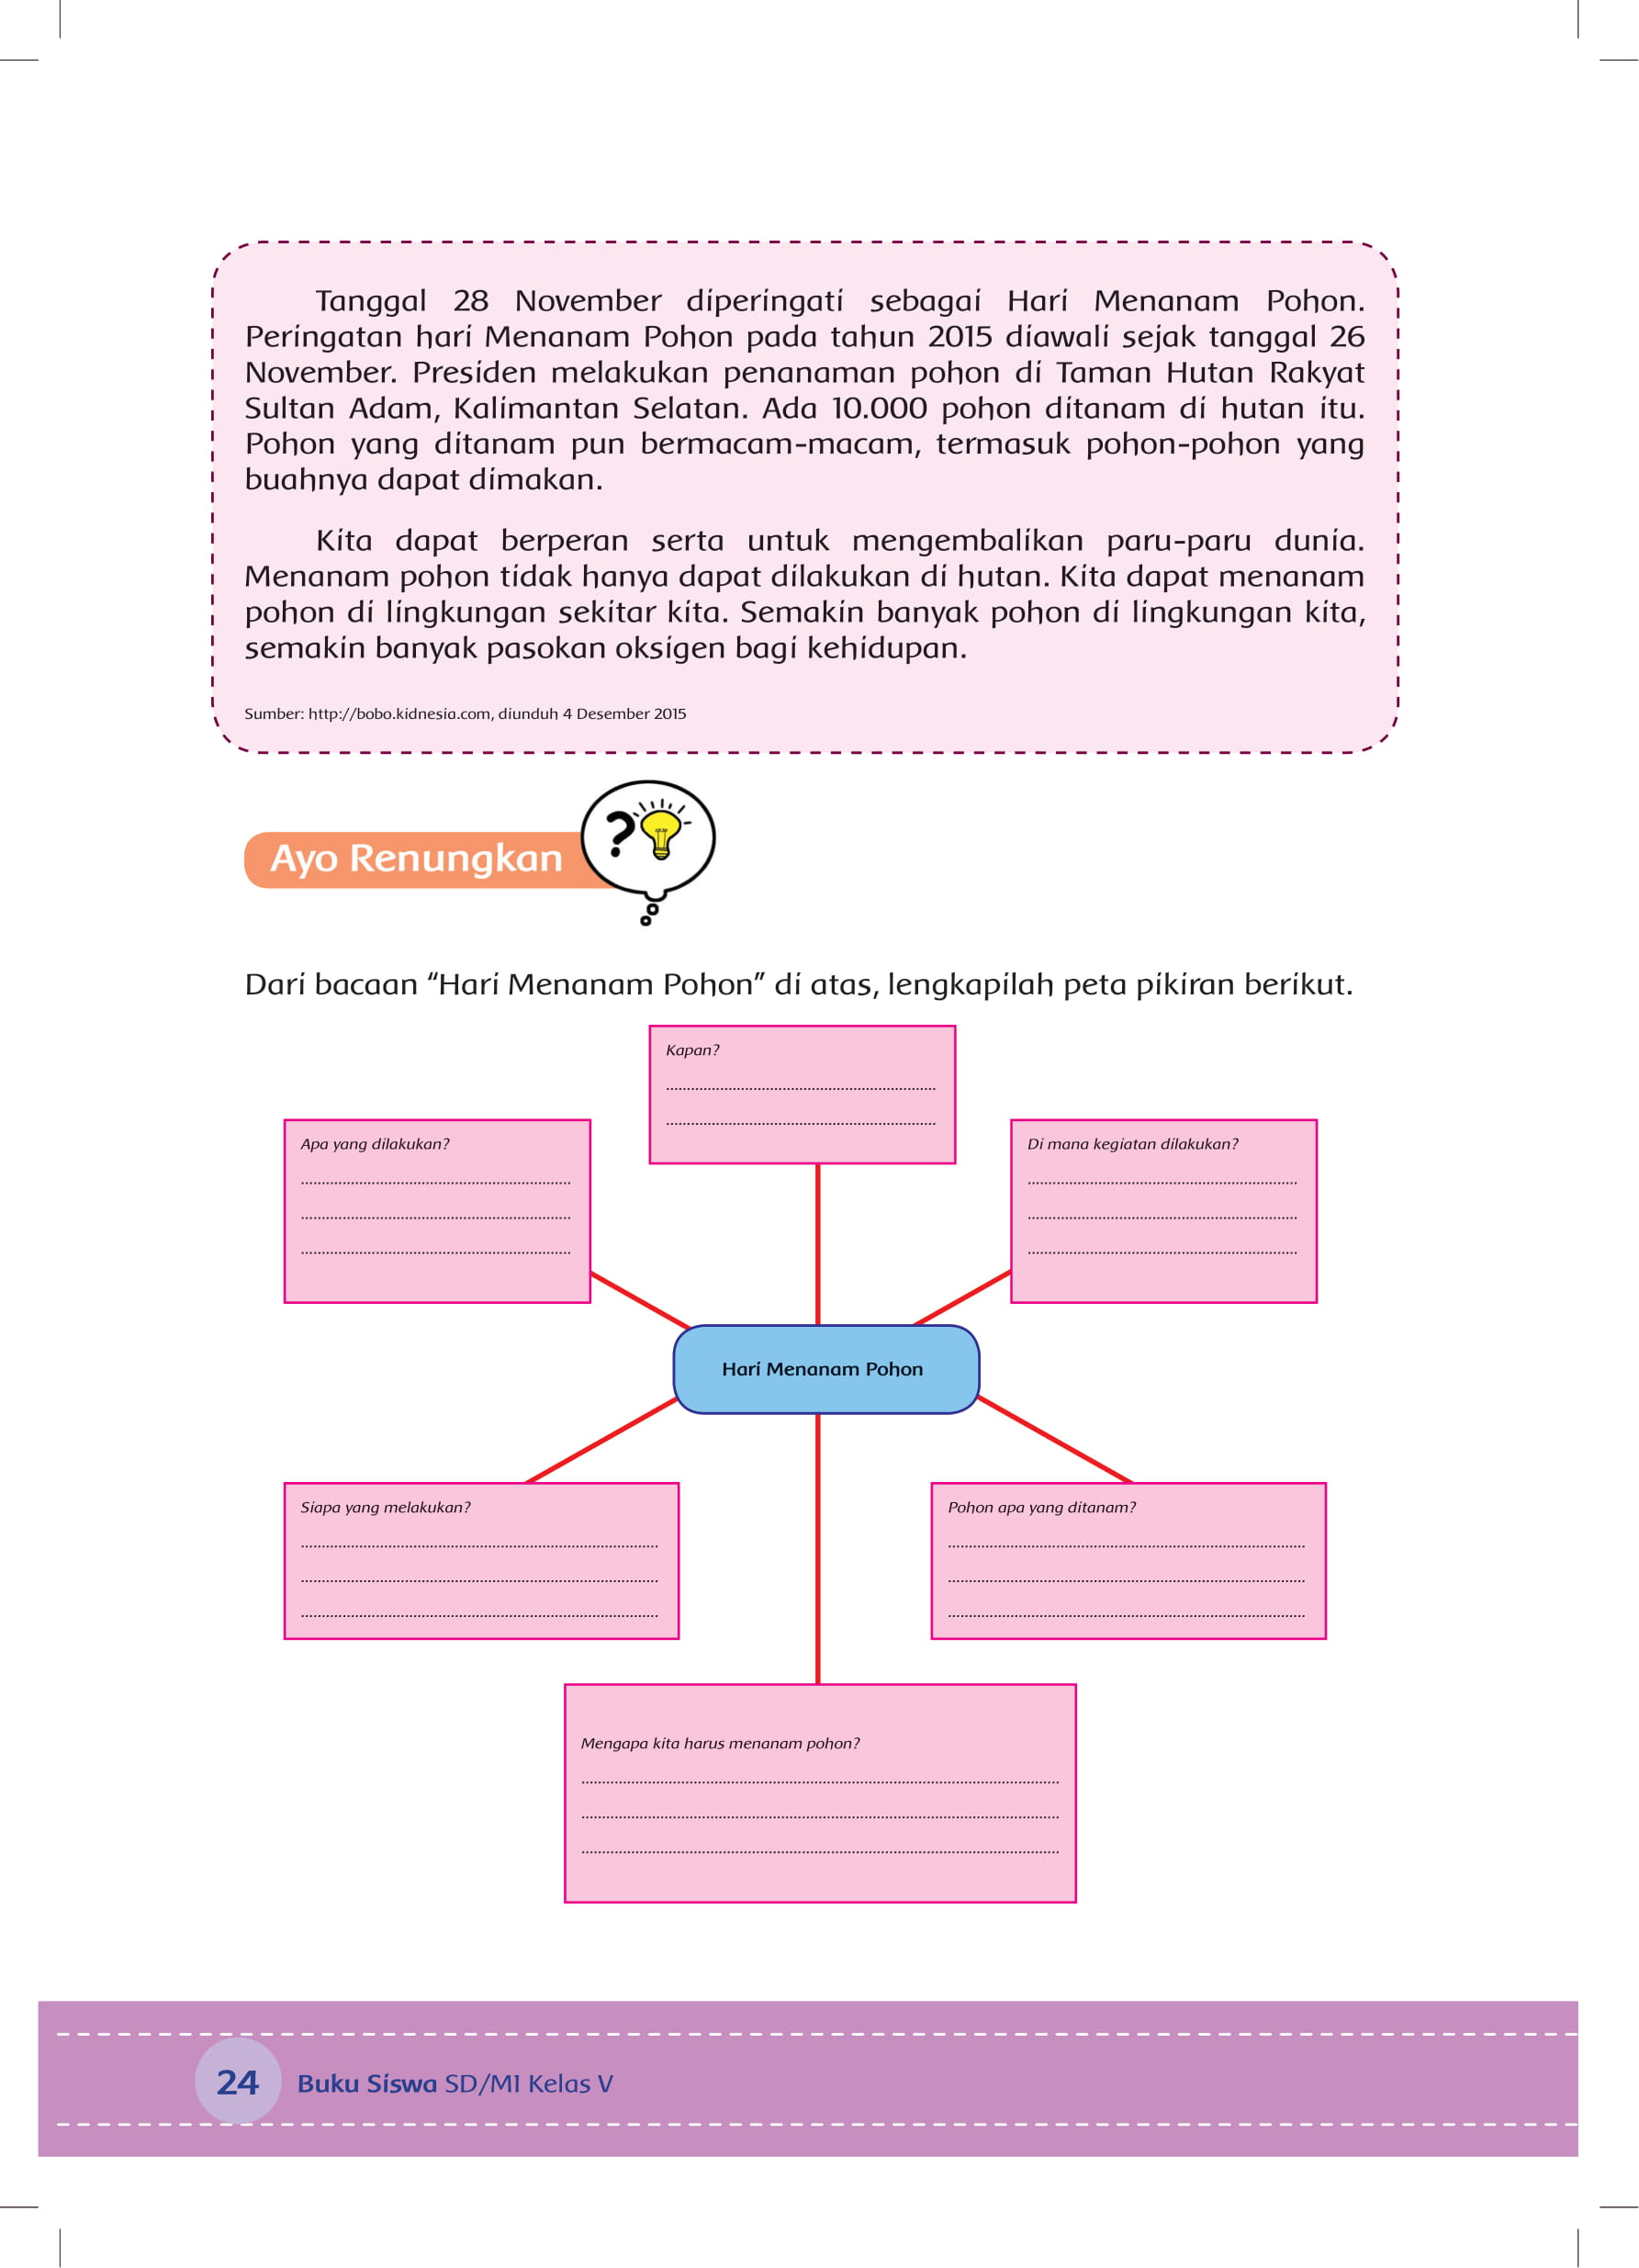 Tanggal 28 November diperingati sebagai Hari Menanam Pohon.
Peringatan hari Menanam Pohon pada tahun 2015 diawali sejak tanggal 26
November. Presiden melakukan penanaman pohon di Taman Hutan Rakyat
Sultan Adam, Kalimantan Selatan. Ada 10.000 pohon ditanam di hutan itu.
Pohon yang ditanam pun bermacam-macam, termasuk pohon-pohon yang
buahnya dapat dimakan.
Kita dapat berperan serta untuk mengembalikan paru-paru dunia.
Menanam pohon tidak hanya dapat dilakukan di hutan. Kita dapat menanam
pohon di lingkungan sekitar kita. Semakin banyak pohon di lingkungan kita,
semakin banyak pasokan oksigen bagi kehidupan.
Sumber: http://bobo.kidnesia.com, diunduh 4 Desember 2015
?
Ayo Renungkan
Dari bacaan “Hari Menanam Pohon” di atas, lengkapilah peta pikiran berikut.
Kapan?
Apa yang dilakukan?
Di mana kegiatan dilakukan?
Hari Menanam Pohon
Siapa yang melakukan?
Pohon apa yang ditanam?
Mengapa kita harus menanam pohon?
24 Buku Siswa SD/MI Kelas V